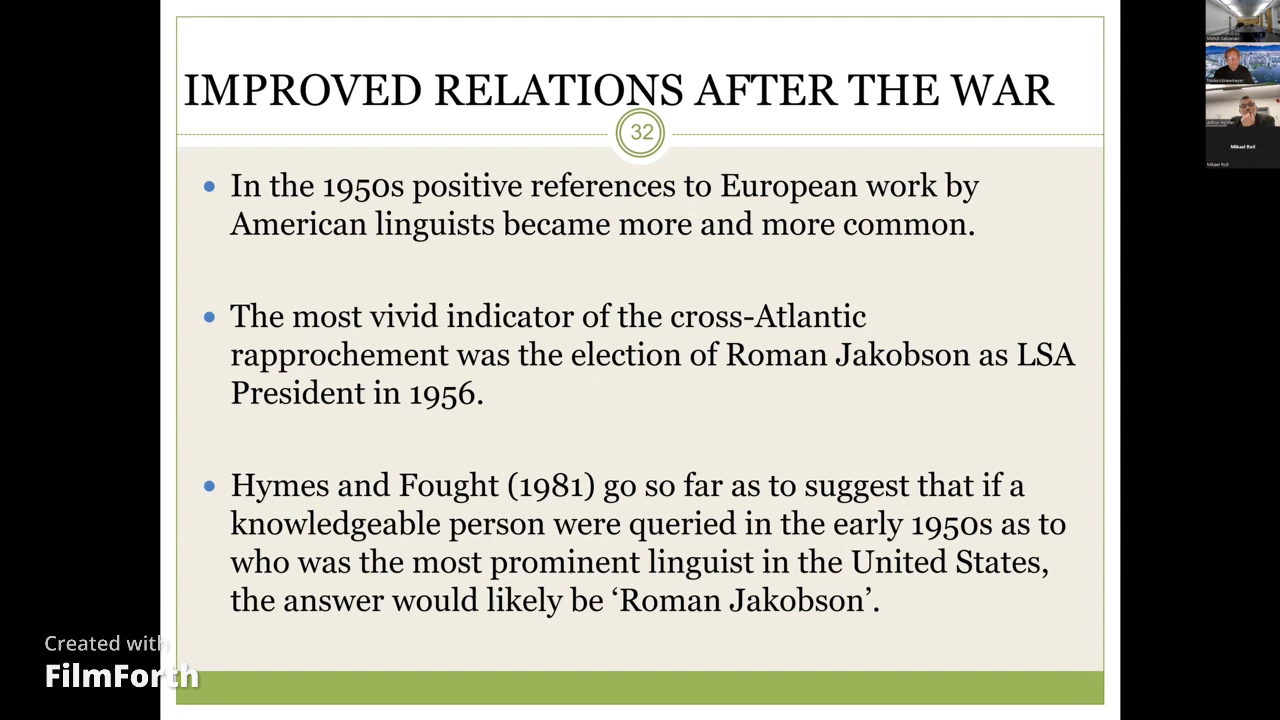 IMPROVED RELATIONS AFTER THE WAR
32
• In the 1950s positive references to European work by
American linguists became more and more common.
• The most vivid indicator of the cross-Atlantic
rapprochement was the election of Roman Jakobson as LSA
President in 1956.
• Hymes and Fought (1981) go so far as to suggest that if a
knowledgeable person were queried in the early 1950s as to
who was the most prominent linguist in the United States,
the answer would likely be ‘Roman Jakobson’.
Created with
FilmForth
Mikael Roll
Mikael Roll